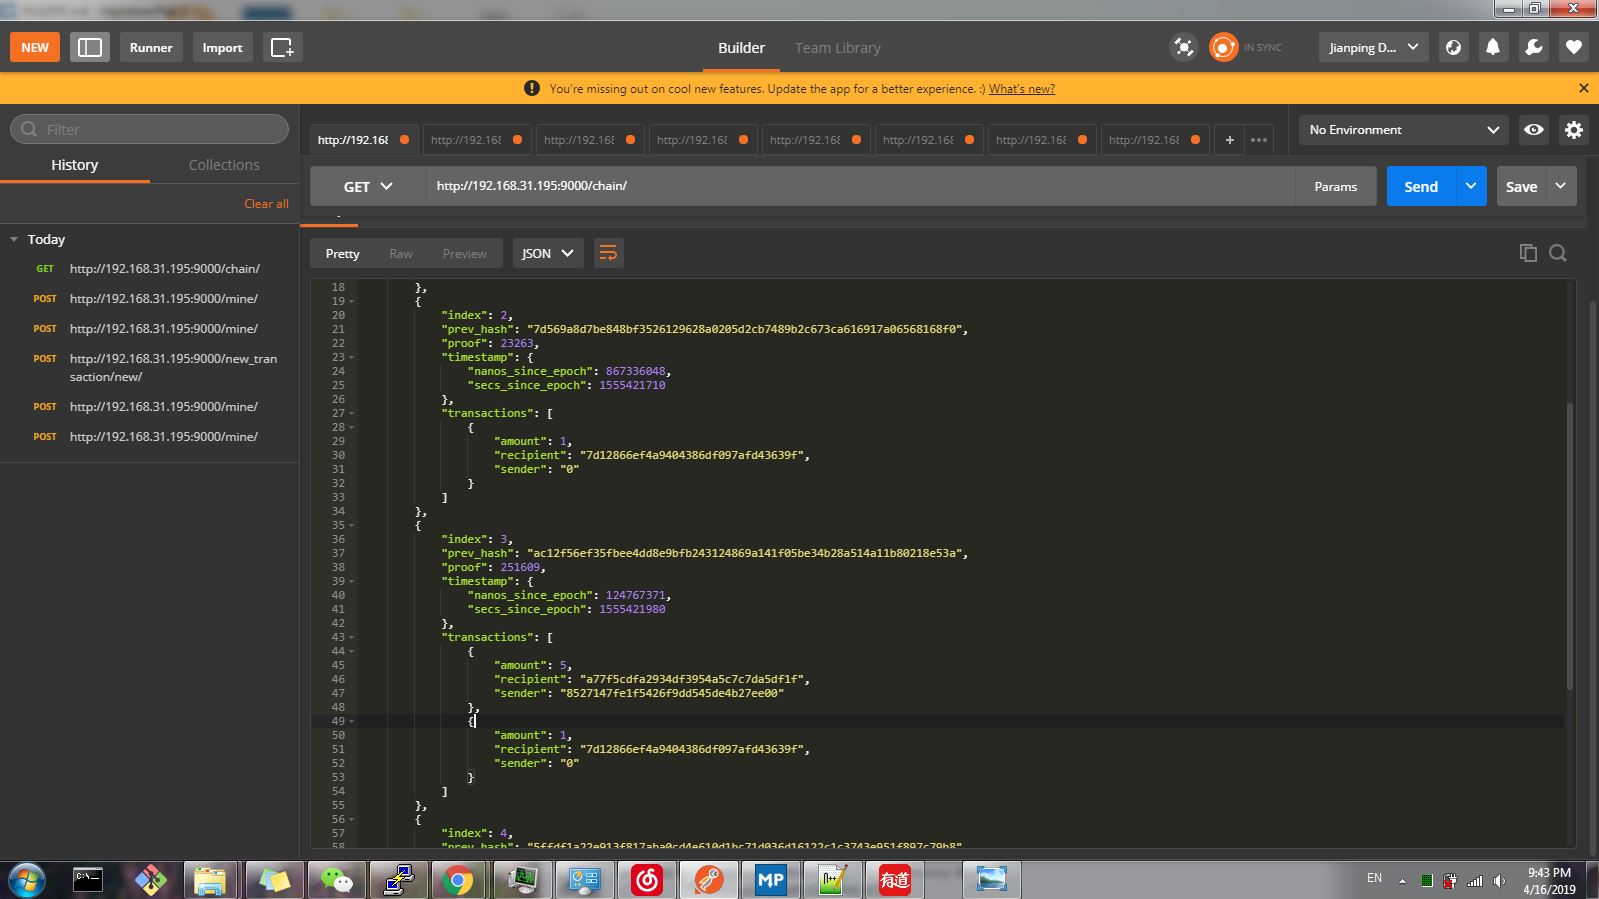 NEW
Runner
Import
Builder
Team Library
IN SYNC
Jianping D...
You're missing out on cool new features. Update the app for a better experience. :) What's new?
Filter
History
Collections
Clear all
Today
GET http://192.168.31.195:9000/chain/
POST http://192.168.31.195:9000/mine/
POST http://192.168.31.195:9000/mine/
POST http://192.168.31.195:9000/new_tran
saction/new/
POST http://192.168.31.195:9000/mine/
POST http://192.168.31.195:9000/mine/
http://192.168 http://192.168 http://192.168 http://192.168 http://192.168 http://192.168 http://192.168 http://192.168 + •••
No Environment
GET http://192.168.31.195:9000/chain/ Params Send Save
Pretty Raw Preview JSON
18 },
19 {
20 "index": 2,
21 "prev_hash": "7d569a8d7be848bf3526129628a0205d2cb7489b2c673ca616917a06568168f0",
22 "proof": 23263,
23 "timestamp": {
24 "nanos_since_epoch": 867336048,
25 "secs_since_epoch": 1555421710
26 },
27 "transactions": [
28 {
29 "amount": 1,
30 "recipient": "7d12866ef4a9404386df097afd43639f",
31 "sender": "0"
32 }
33 ]
34 },
35 {
36 "index": 3,
37 "prev_hash": "ac12f56ef35fbee4dd8e9bfb243124869a141f05be34b28a514a11b80218e53a",
38 "proof": 251609,
39 "timestamp": {
40 "nanos_since_epoch": 124767371,
41 "secs_since_epoch": 1555421980
42 },
43 "transactions": [
44 {
45 "amount": 5,
46 "recipient": "a77f5cdfa2934df3954a5c7c7da5df1f",
47 "sender": "8527147fe1f5426f9dd545de4b27ee00"
48 },
49 {
50 "amount": 1,
51 "recipient": "7d12866ef4a9404386df097afd43639f",
52 "sender": "0"
53 }
54 ]
55 },
56 {
57 "index": 4,
58 "prev_hash":
C:\
MP
有道
EN
9:43 PM
4/16/2019